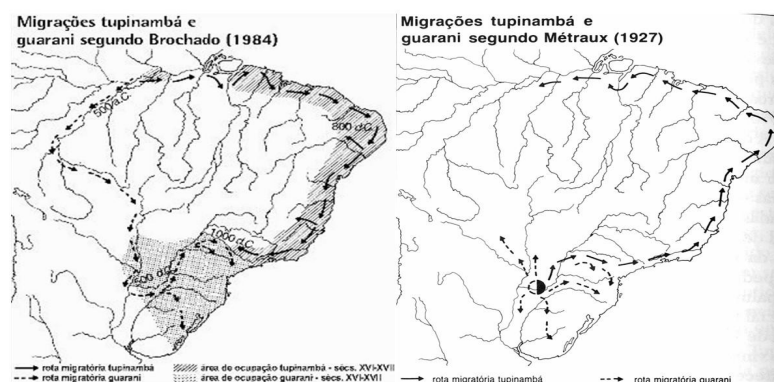 Migrações tupinambá e
guarani segundo Brochado (1984)
500 a.C.
800 d.C.
1000 d.C.
500 d.C.
rota migratória tupinambá
rota migratória guarani
área de ocupação tupinambá - sécs. XVI-XVII
área de ocupação guarani - sécs. XVI-XVII
Migrações tupinambá e
guarani segundo Métraux (1927)
rota migratória tupinambá
rota migratória guarani